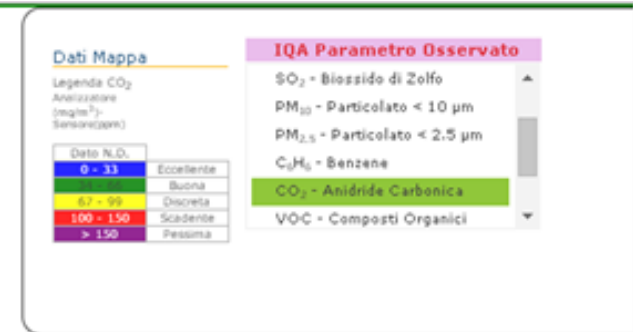 Dati Mappa
Legenda CO₂
Analizzatore
(mg/m³)-
Sensore(ppm)
Dato N.D.
0 - 33 Eccellente
34 - 66 Buona
67 - 99 Discreta
100 - 150 Scadente
> 150 Pessima
IQA Parametro Osservato
SO₂ - Biossido di Zolfo
PM₁₀ - Particolato < 10 µm
PM₂.₅ - Particolato < 2.5 µm
C₆H₆ - Benzene
CO₂ - Anidride Carbonica
VOC - Composti Organici